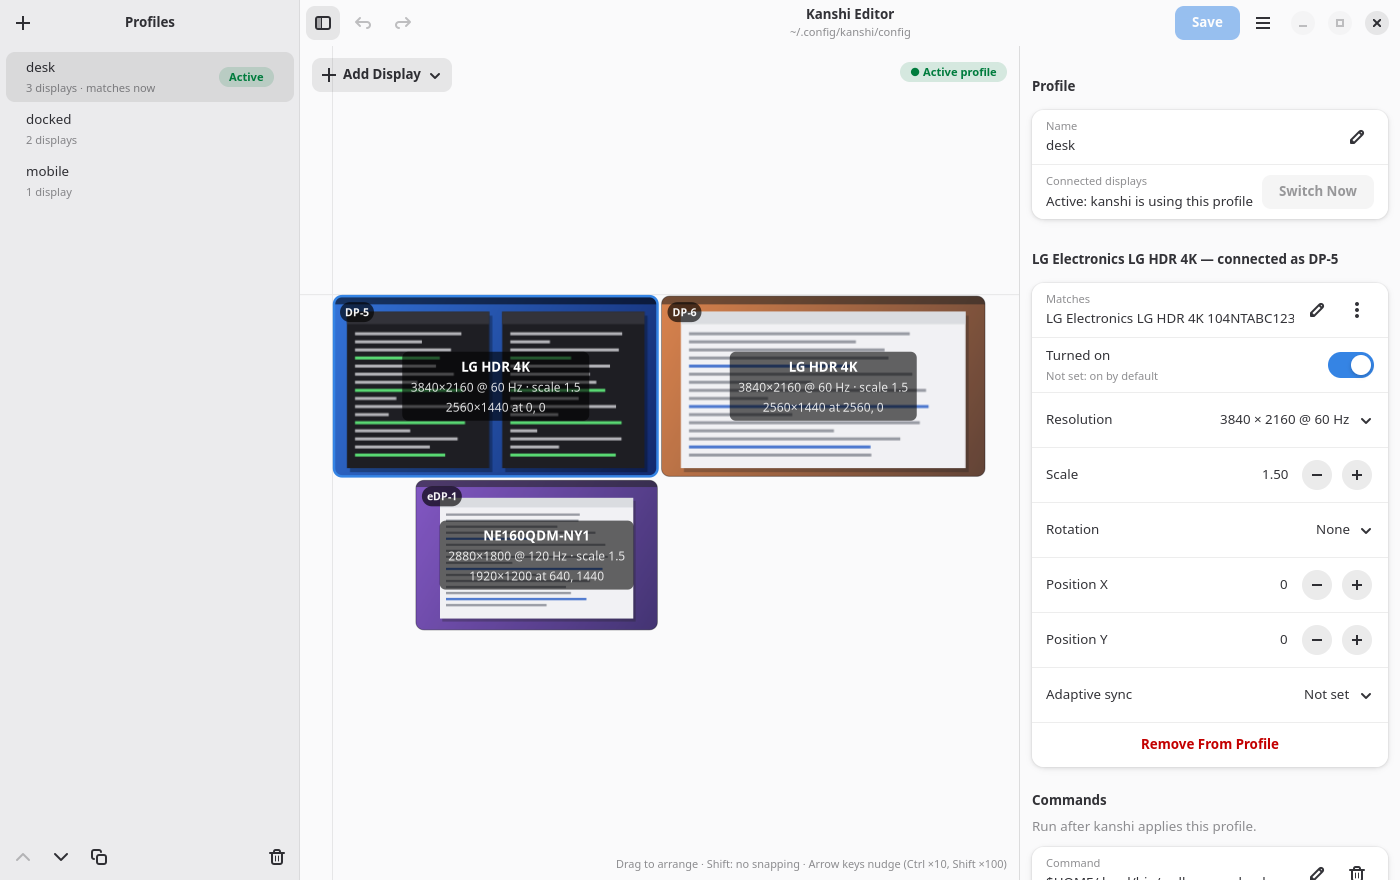 Profiles
desk
3 displays · matches now
Active
docked
2 displays
mobile
1 display
Kanshi Editor
~/.config/kanshi/config
Save
Add Display
Active profile
DP-5
LG HDR 4K
3840×2160 @ 60 Hz · scale 1.5
2560×1440 at 0, 0
DP-6
LG HDR 4K
3840×2160 @ 60 Hz · scale 1.5
2560×1440 at 2560, 0
eDP-1
NE160QDM-NY1
2880×1800 @ 120 Hz · scale 1.5
1920×1200 at 640, 1440
Drag to arrange · Shift: no snapping · Arrow keys nudge (Ctrl ×10, Shift ×100)
Profile
Name
desk
Connected displays
Active: kanshi is using this profile
Switch Now
LG Electronics LG HDR 4K — connected as DP-5
Matches
LG Electronics LG HDR 4K 104NTABC123
Turned on
Not set: on by default
Resolution
3840 × 2160 @ 60 Hz
Scale
1.50
Rotation
None
Position X
0
Position Y
0
Adaptive sync
Not set
Remove From Profile
Commands
Run after kanshi applies this profile.
Command